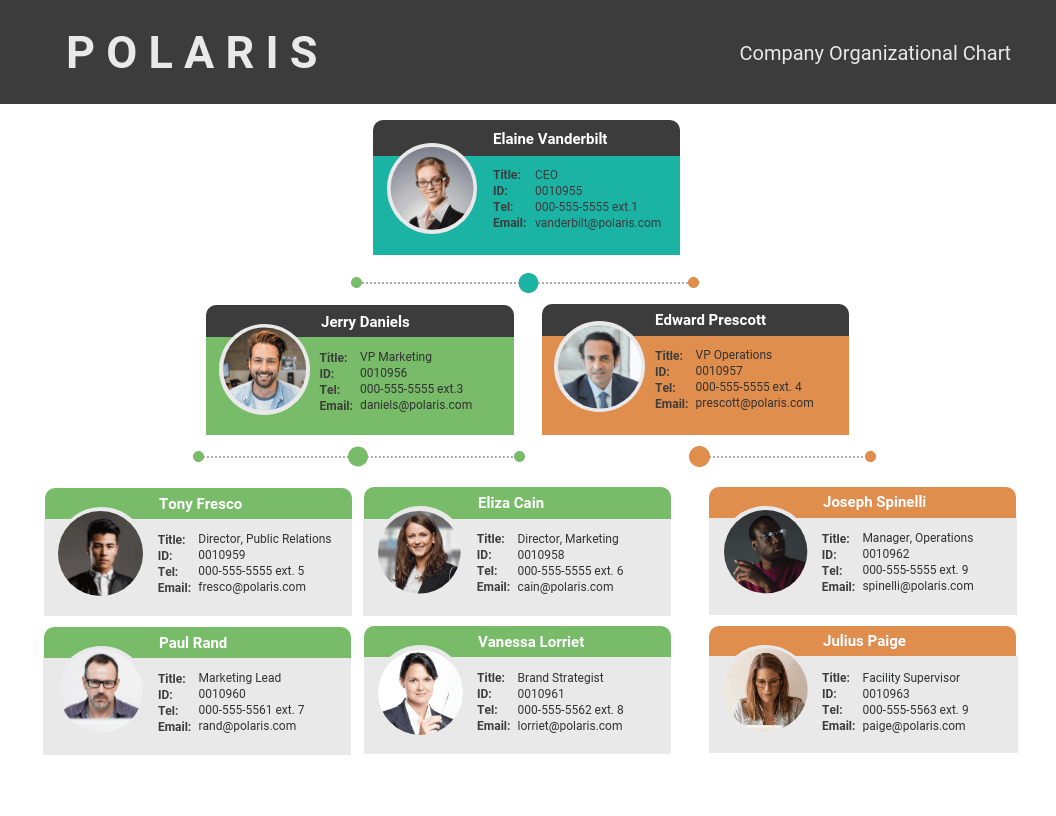 POLARIS
Company Organizational Chart
Elaine Vanderbilt
Title: CEO
ID: 0010955
Tel: 000-555-5555 ext.1
Email: vanderbilt@polaris.com
Jerry Daniels
Title: VP Marketing
ID: 0010956
Tel: 000-555-5555 ext.3
Email: daniels@polaris.com
Edward Prescott
Title: VP Operations
ID: 0010957
Tel: 000-555-5555 ext. 4
Email: prescott@polaris.com
Tony Fresco
Title: Director, Public Relations
ID: 0010959
Tel: 000-555-5555 ext. 5
Email: fresco@polaris.com
Eliza Cain
Title: Director, Marketing
ID: 0010958
Tel: 000-555-5555 ext. 6
Email: cain@polaris.com
Joseph Spinelli
Title: Manager, Operations
ID: 0010962
Tel: 000-555-5555 ext. 9
Email: spinelli@polaris.com
Paul Rand
Title: Marketing Lead
ID: 0010960
Tel: 000-555-5561 ext. 7
Email: rand@polaris.com
Vanessa Lorriet
Title: Brand Strategist
ID: 0010961
Tel: 000-555-5562 ext. 8
Email: lorriet@polaris.com
Julius Paige
Title: Facility Supervisor
ID: 0010963
Tel: 000-555-5563 ext. 9
Email: paige@polaris.com